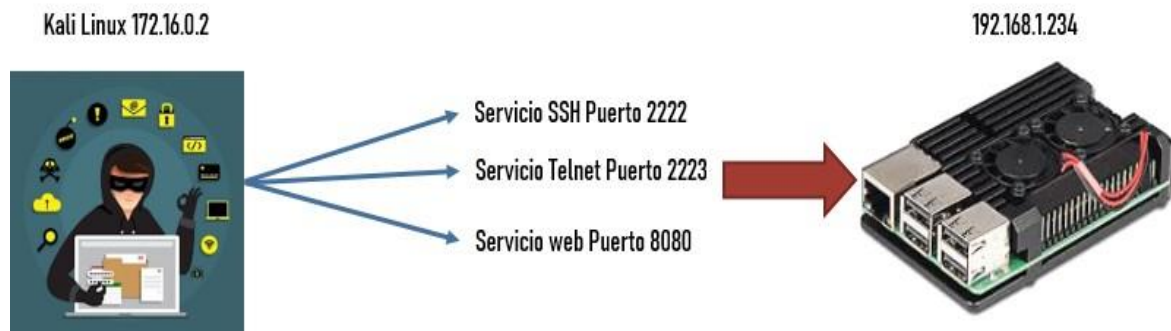 Kali Linux 172.16.0.2
192.168.1.234
Servicio SSH Puerto 2222
Servicio Telnet Puerto 2223
Servicio web Puerto 8080